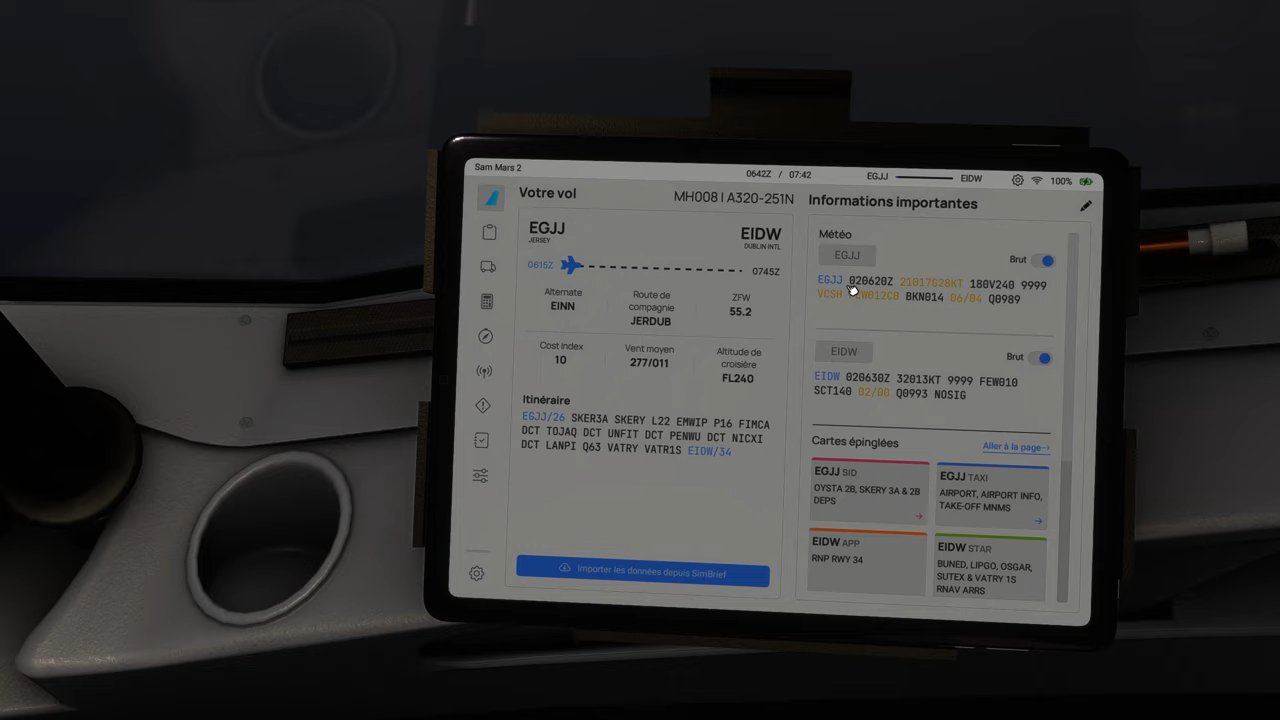 Sam Mars 2
0642Z / 07:42
EGJJ
EIDW
100%
Votre vol
MH008 | A320-251N
EGJJ
JERSEY
EIDW
DUBLIN INTL
0615Z
0745Z
Alternate
EINN
Route de
compagnie
JERDUB
ZFW
55.2
Cost Index
10
Vent moyen
277/011
Altitude de
croisière
FL240
Itinéraire
EGJJ/26 SKER3A SKERY L22 EMWIP P16 FIMCA
DCT TOJAQ DCT UNFIT DCT PENWU DCT NICXI
DCT LANPI Q63 VATRY VATR1S EIDW/34
Importer les données depuis SimBrief
Informations importantes
Météo
EGJJ
Brut
EGJJ 020620Z 21017G28KT 180V240 9999
VCSH FEW012CB BKN014 06/04 Q0989
EIDW
Brut
EIDW 020630Z 32013KT 9999 FEW010
SCT140 02/00 Q0993 NOSIG
Cartes épinglées
Aller à la page→
EGJJ SID
OYSTA 2B, SKERY 3A & 2B
DEPS
EGJJ TAXI
AIRPORT, AIRPORT INFO,
TAKE-OFF MNMS
EIDW APP
RNP RWY 34
EIDW STAR
BUNED, LIPGO, OSGAR,
SUTEX & VATRY 1S
RNAV ARRS